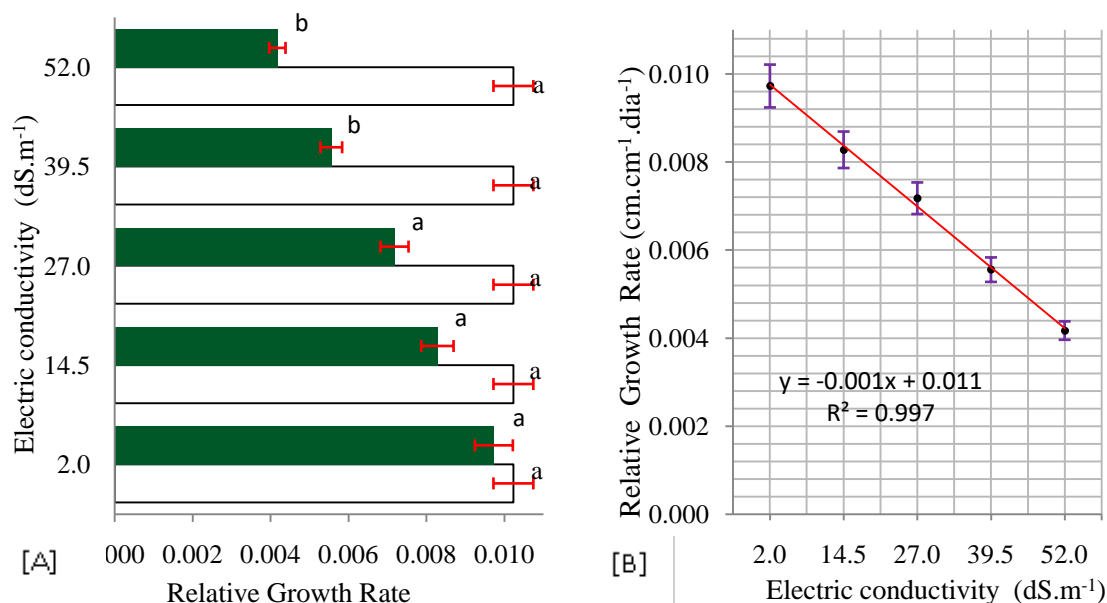 Electric conductivity (dS.m⁻¹)
52.0
39.5
27.0
14.5
2.0
b
a
b
a
a
a
a
a
a
a
000 0.002 0.004 0.006 0.008 0.010
Relative Growth Rate
[A]
Relative Growth Rate (cm.cm⁻¹.dia⁻¹)
0.010
0.008
0.006
0.004
0.002
0.000
y = -0.001x + 0.011
R² = 0.997
2.0 14.5 27.0 39.5 52.0
Electric conductivity (dS.m⁻¹)
[B]